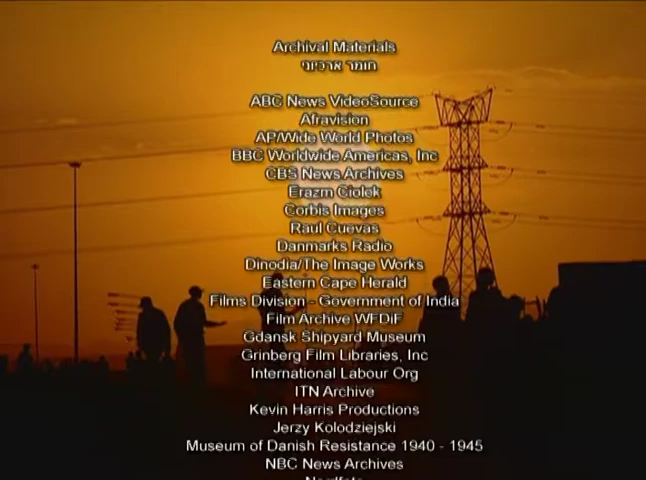 Archival Materials
חומר ארכיוני
ABC News VideoSource
Afravision
AP/Wide World Photos
BBC Worldwide Americas, Inc
CBS News Archives
Erazm Ciolek
Corbis Images
Raul Cuevas
Danmarks Radio
Dinodia/The Image Works
Eastern Cape Herald
Films Division - Government of India
Film Archive WFDiF
Gdansk Shipyard Museum
Grinberg Film Libraries, Inc
International Labour Org
ITN Archive
Kevin Harris Productions
Jerzy Kolodziejski
Museum of Danish Resistance 1940 - 1945
NBC News Archives